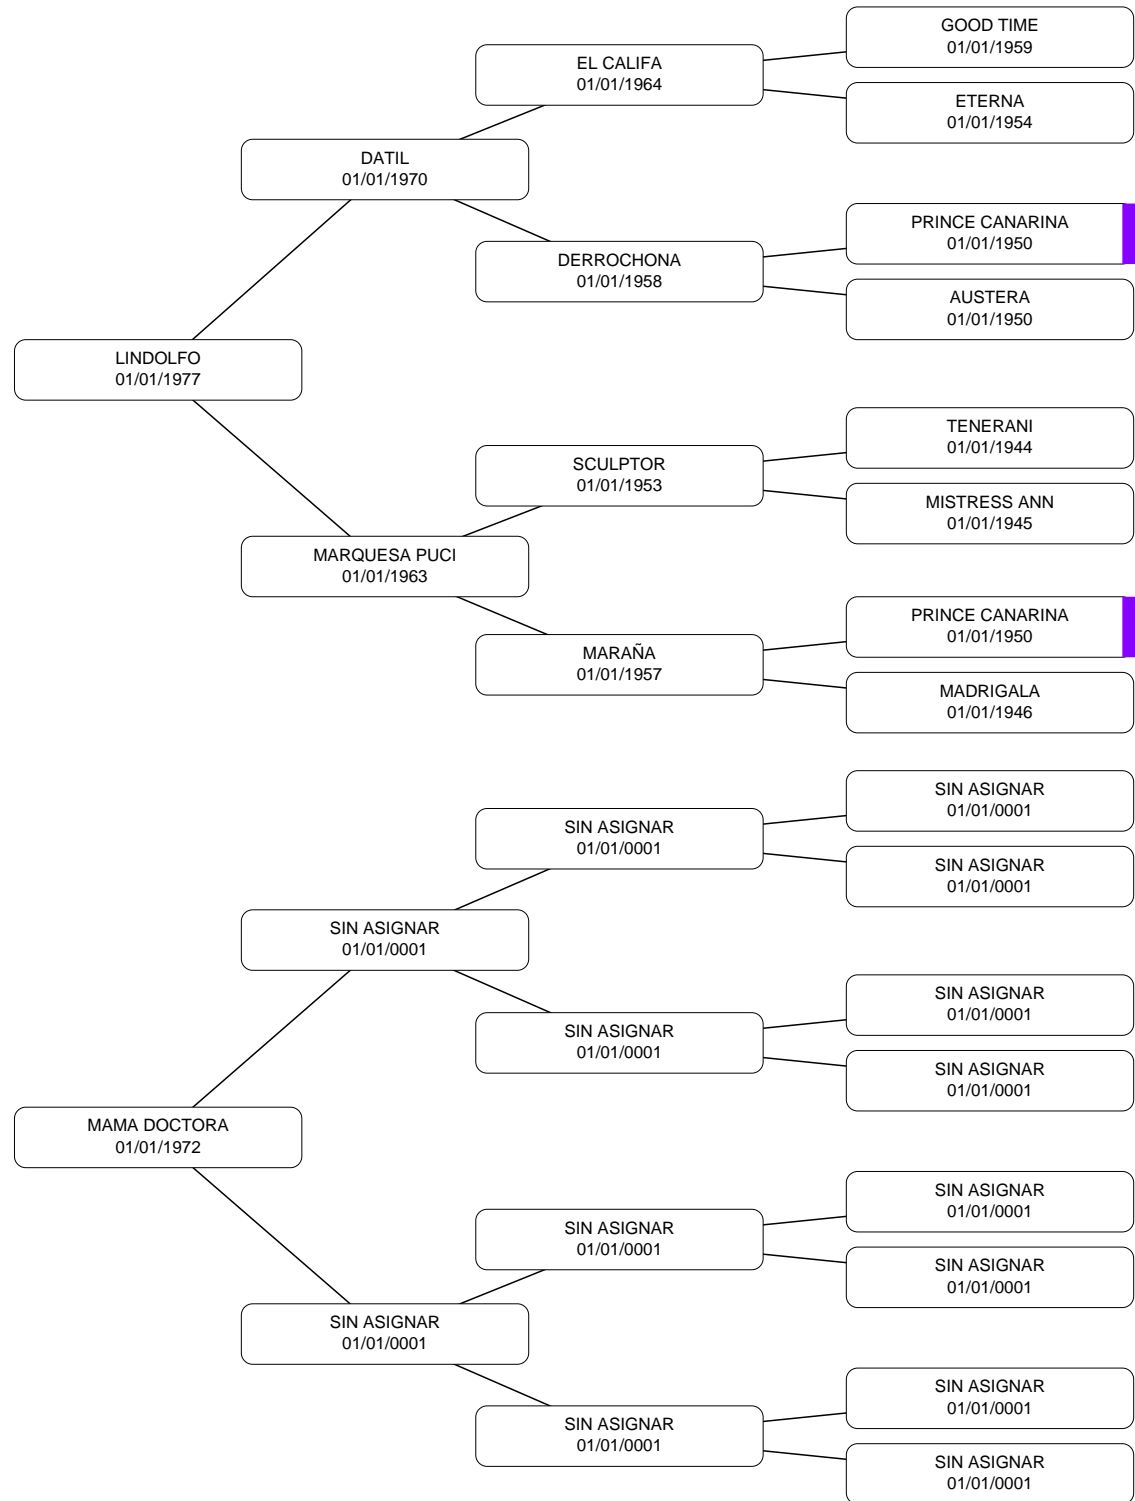 GOOD TIME
01/01/1959
EL CALIFA
01/01/1964
ETERNA
01/01/1954
DATIL
01/01/1970
PRINCE CANARINA
01/01/1950
DERROCHONA
01/01/1958
AUSTERA
01/01/1950
LINDOLFO
01/01/1977
TENERANI
01/01/1944
SCULPTOR
01/01/1953
MISTRESS ANN
01/01/1945
MARQUESA PUCI
01/01/1963
PRINCE CANARINA
01/01/1950
MARAÑA
01/01/1957
MADRIGALA
01/01/1946
SIN ASIGNAR
01/01/0001
SIN ASIGNAR
01/01/0001
SIN ASIGNAR
01/01/0001
SIN ASIGNAR
01/01/0001
SIN ASIGNAR
01/01/0001
SIN ASIGNAR
01/01/0001
SIN ASIGNAR
01/01/0001
MAMA DOCTORA
01/01/1972
SIN ASIGNAR
01/01/0001
SIN ASIGNAR
01/01/0001
SIN ASIGNAR
01/01/0001
SIN ASIGNAR
01/01/0001
SIN ASIGNAR
01/01/0001
SIN ASIGNAR
01/01/0001
SIN ASIGNAR
01/01/0001